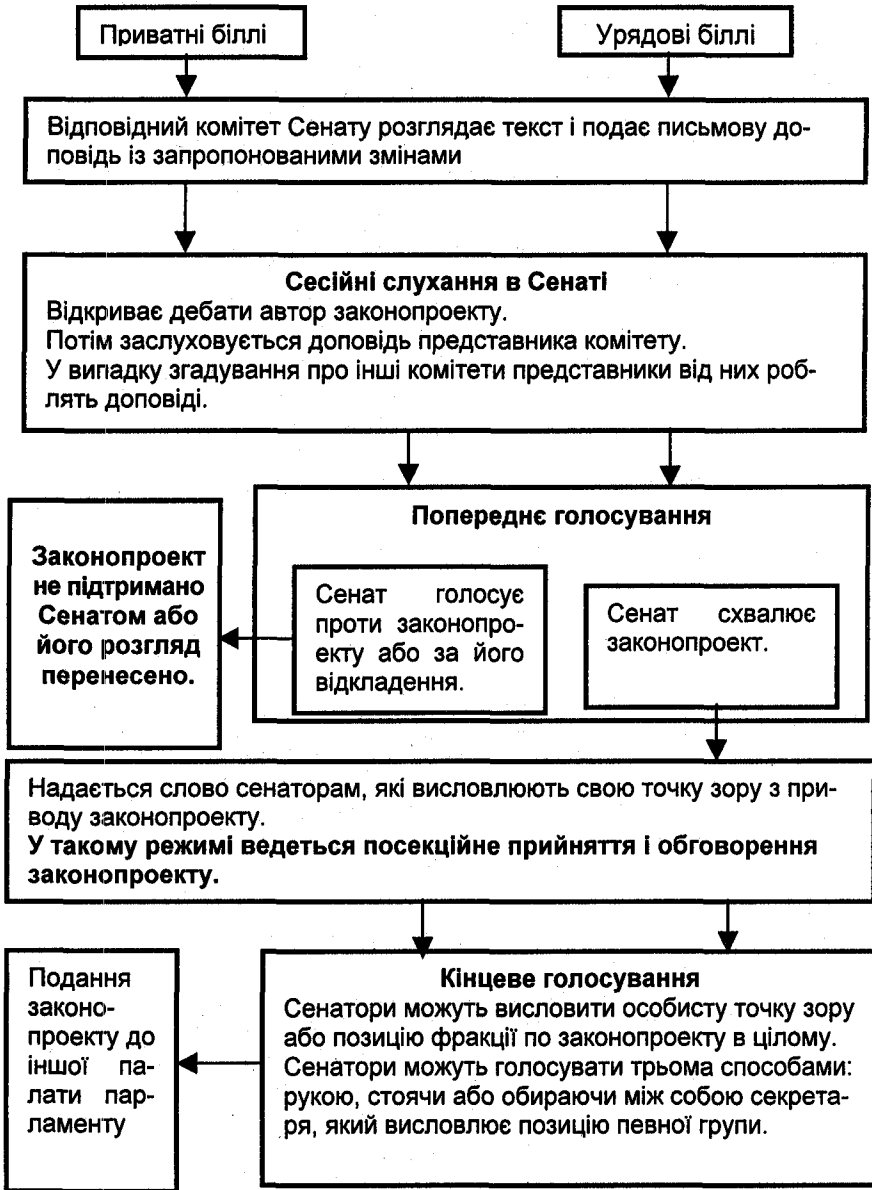 Приватні біллі
Урядові біллі
Відповідний комітет Сенату розглядає текст і подає письмову до-
повідь із запропонованими змінами
Сесійні слухання в Сенаті
Відкриває дебати автор законопроекту.
Потім заслуховується доповідь представника комітету.
У випадку згадування про інші комітети представники від них роб-
лять доповіді.
Законопроект
не підтримано
Сенатом або
його розгляд
перенесено.
Попереднє голосування
Сенат голосує
проти законопро-
екту або за його
відкладення.
Сенат схвалює
законопроект.
Надається слово сенаторам, які висловлюють свою точку зору з при-
воду законопроекту.
У такому режимі ведеться посекційне прийняття і обговорення
законопроекту.
Подання
законо-
проекту до
іншої па-
лати пар-
ламенту
Кінцеве голосування
Сенатори можуть висловити особисту точку зору
або позицію фракції по законопроекту в цілому.
Сенатори можуть голосувати трьома способами:
рукою, стоячи або обираючи між собою секрета-
ря, який висловлює позицію певної групи.